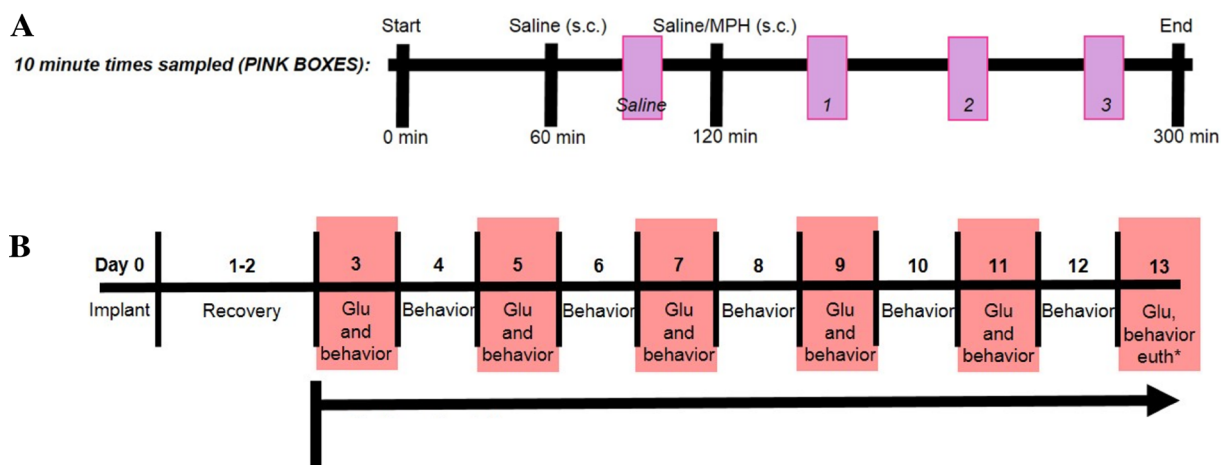 A
Start
Saline (s.c.)
Saline/MPH (s.c.)
End
10 minute times sampled (PINK BOXES):
Saline
1
2
3
0 min
60 min
120 min
300 min
B
Day 0
1-2
3
4
5
6
7
8
9
10
11
12
13
Implant
Recovery
Glu
and
behavior
Behavior
Glu
and
behavior
Behavior
Glu
and
behavior
Behavior
Glu
and
behavior
Behavior
Glu
and
behavior
Behavior
Glu,
behavior
euth*